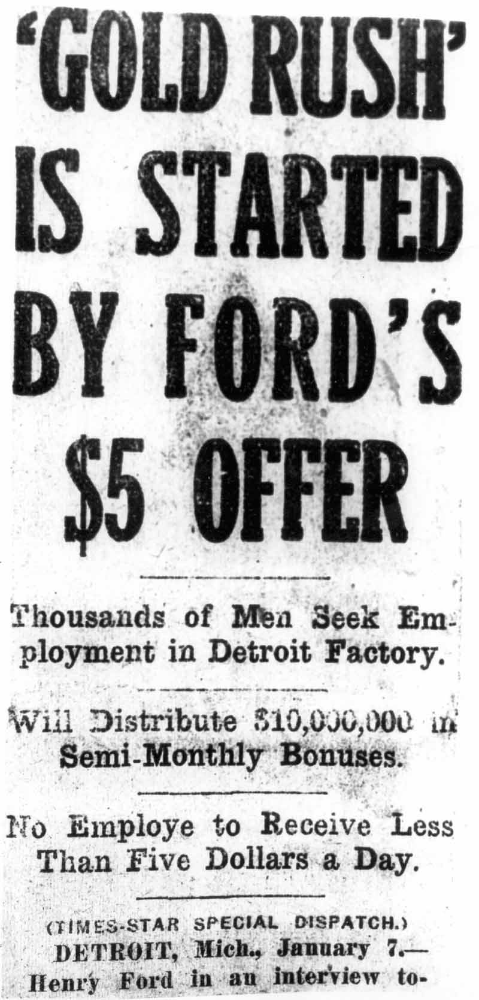 'GOLD RUSH'
IS STARTED
BY FORD'S
$5 OFFER
Thousands of Men Seek Em-
ployment in Detroit Factory.
Will Distribute $10,000,000 in
Semi-Monthly Bonuses.
No Employe to Receive Less
Than Five Dollars a Day.
(TIMES-STAR SPECIAL DISPATCH.)
DETROIT, Mich., January 7.—
Henry Ford in an interview to-